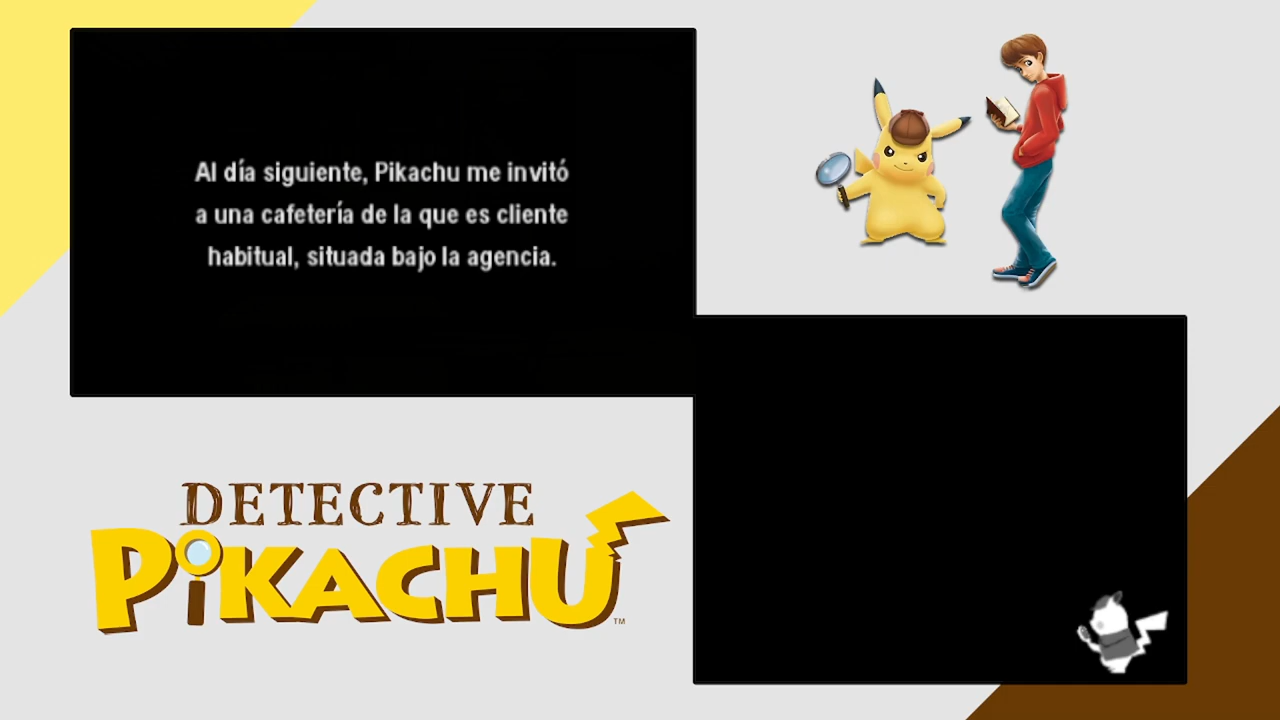 Al día siguiente, Pikachu me invitó
a una cafetería de la que es cliente
habitual, situada bajo la agencia.
DETECTIVE
PiKACHU
TM